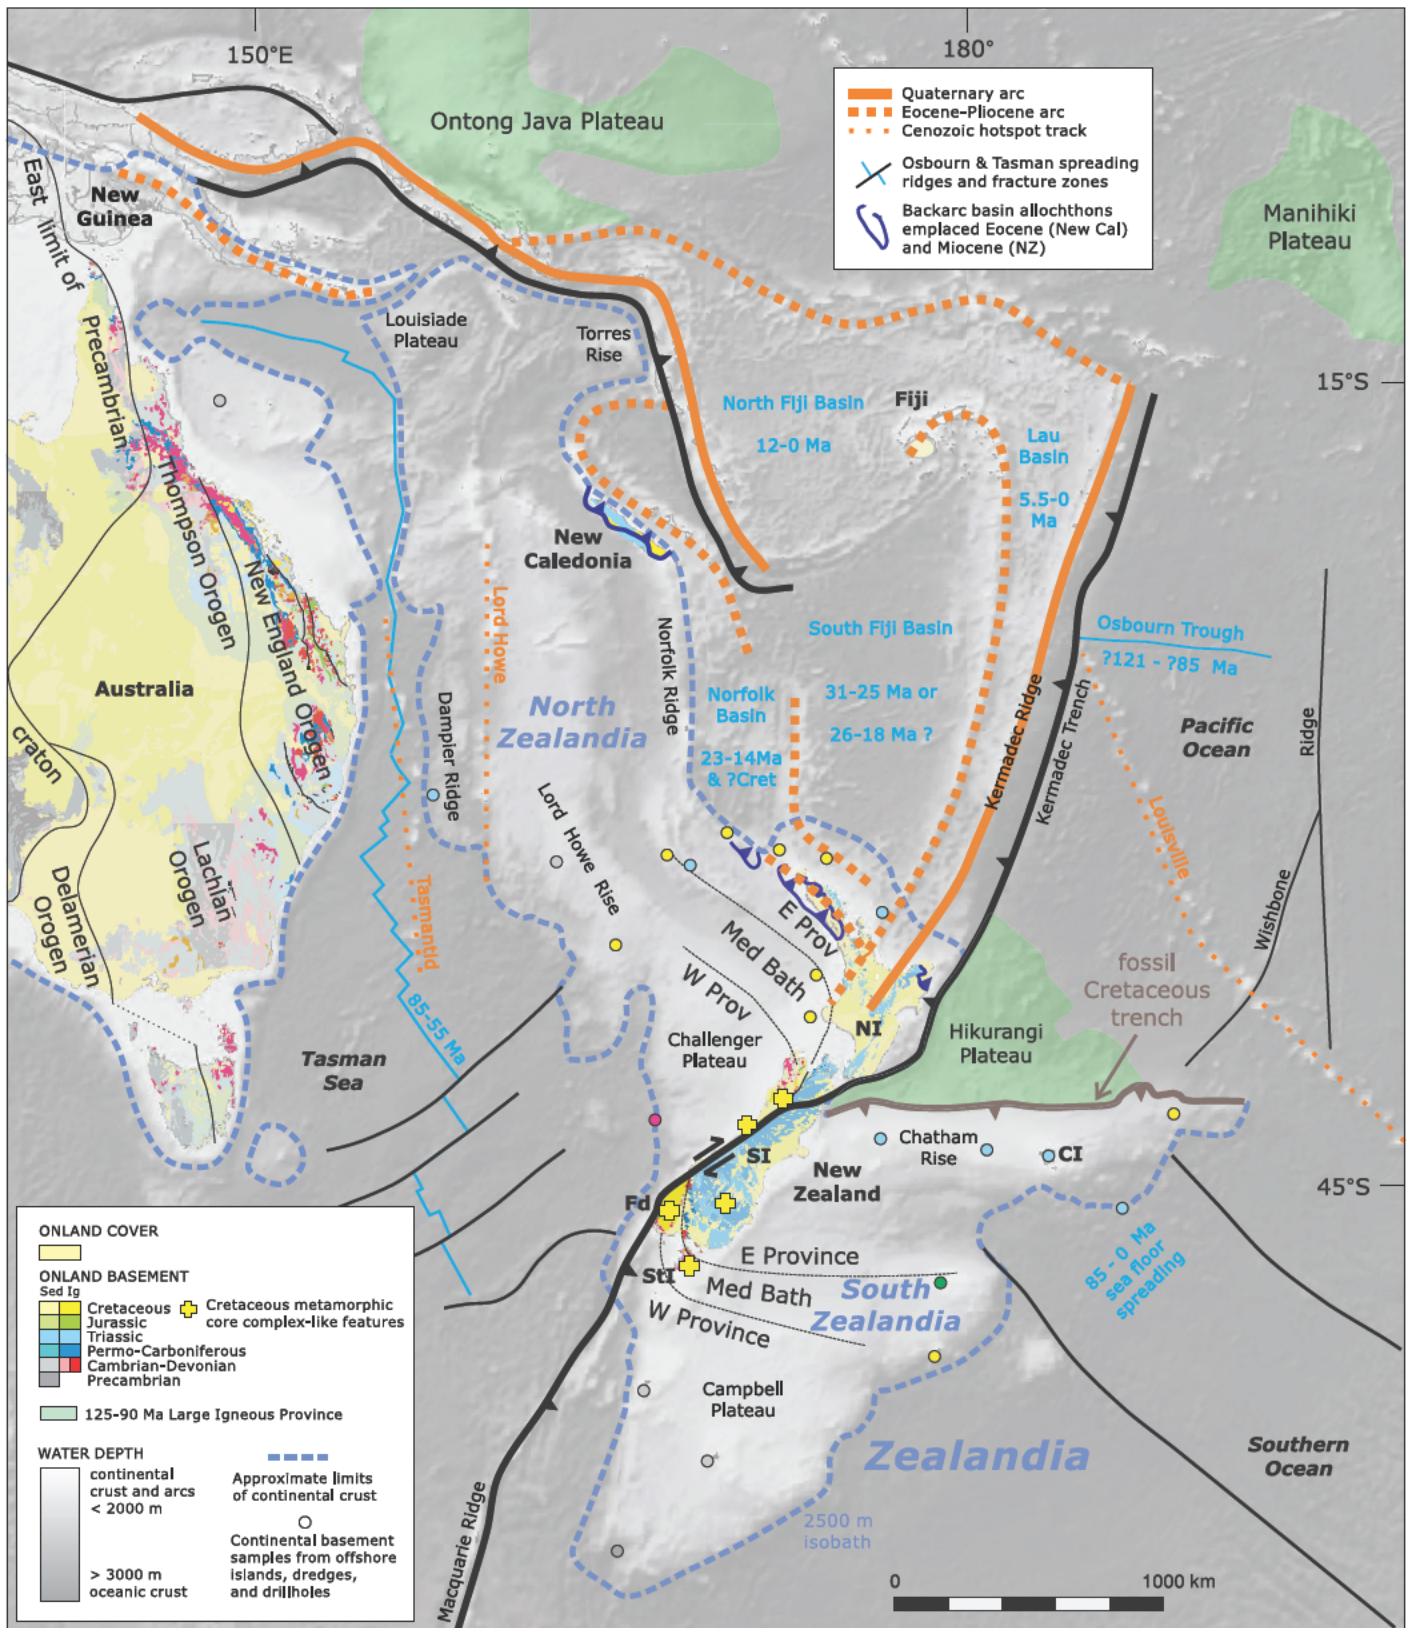 150°E
180°
Ontong Java Plateau
Quaternary arc
Eocene-Pliocene arc
Cenozoic hotspot track
Osbourn & Tasman spreading
ridges and fracture zones
Backarc basin allochthons
emplaced Eocene (New Cal)
and Miocene (NZ)
Manihiki
Plateau
New
Guinea
East limit of
Precambrian
craton
Louisiade
Plateau
Torres
Rise
15°S
North Fiji Basin
12-0 Ma
Fiji
Lau
Basin
5.5-0
Ma
Thompson Orogen
New England Orogen
New
Caledonia
Lord Howe
Norfolk Ridge
South Fiji Basin
31-25 Ma or
26-18 Ma ?
Osbourn Trough
?121 - ?85 Ma
Australia
Dampier Ridge
North
Zealandia
Norfolk
Basin
23-14Ma
& ?Cret
Kermadec Ridge
Kermadec Trench
Pacific
Ocean
Ridge
Wishbone
Louisville
Lord Howe Rise
Lachlan
Orogen
Delamerian
Orogen
Tasmantid
E Prov
Med Bath
W Prov
fossil
Cretaceous
trench
85-55 Ma
Tasman
Sea
Challenger
Plateau
NI
Hikurangi
Plateau
Chatham
Rise
CI
SI
New
Zealand
Fd
StI
45°S
E Province
Med Bath
W Province
South
Zealandia
85 - 0 Ma
sea floor
spreading
Campbell
Plateau
Zealandia
Southern
Ocean
2500 m
isobath
Macquarie Ridge
0 1000 km
ONLAND COVER
ONLAND BASEMENT
Sed Ig
Cretaceous
Jurassic
Triassic
Permo-Carboniferous
Cambrian-Devonian
Precambrian
Cretaceous metamorphic
core complex-like features
125-90 Ma Large Igneous Province
WATER DEPTH
continental
crust and arcs
< 2000 m
> 3000 m
oceanic crust
Approximate limits
of continental crust
Continental basement
samples from offshore
islands, dredges,
and drillholes